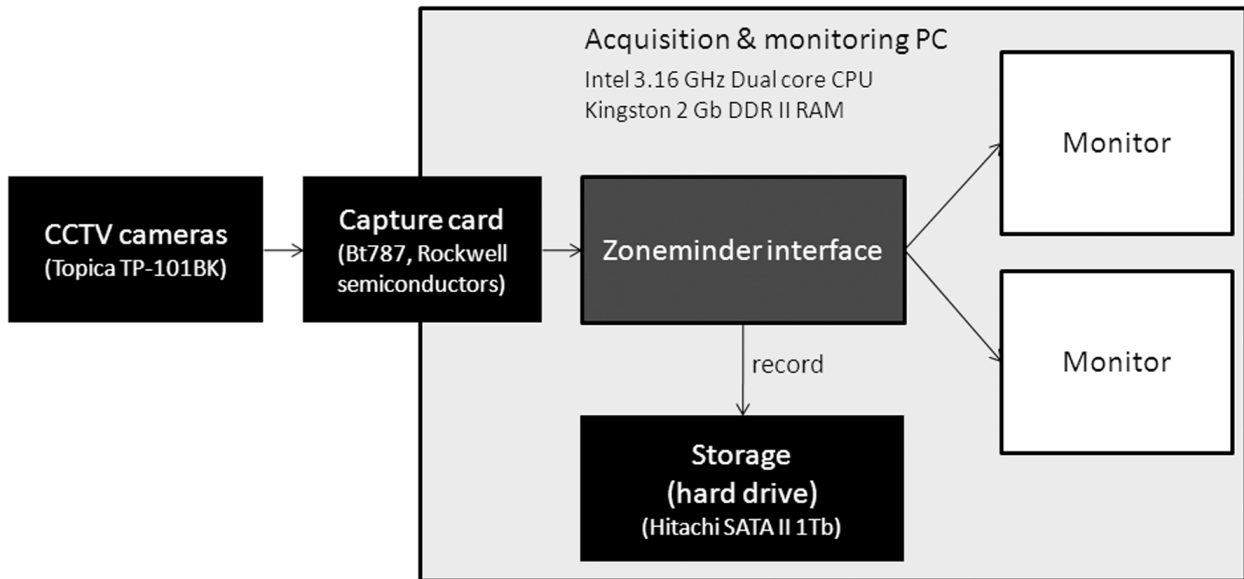 Acquisition & monitoring PC
Intel 3.16 GHz Dual core CPU
Kingston 2 Gb DDR II RAM
CCTV cameras
(Topica TP-101BK)
Capture card
(Bt787, Rockwell
semiconductors)
Zoneminder interface
Monitor
Monitor
record
Storage
(hard drive)
(Hitachi SATA II 1Tb)